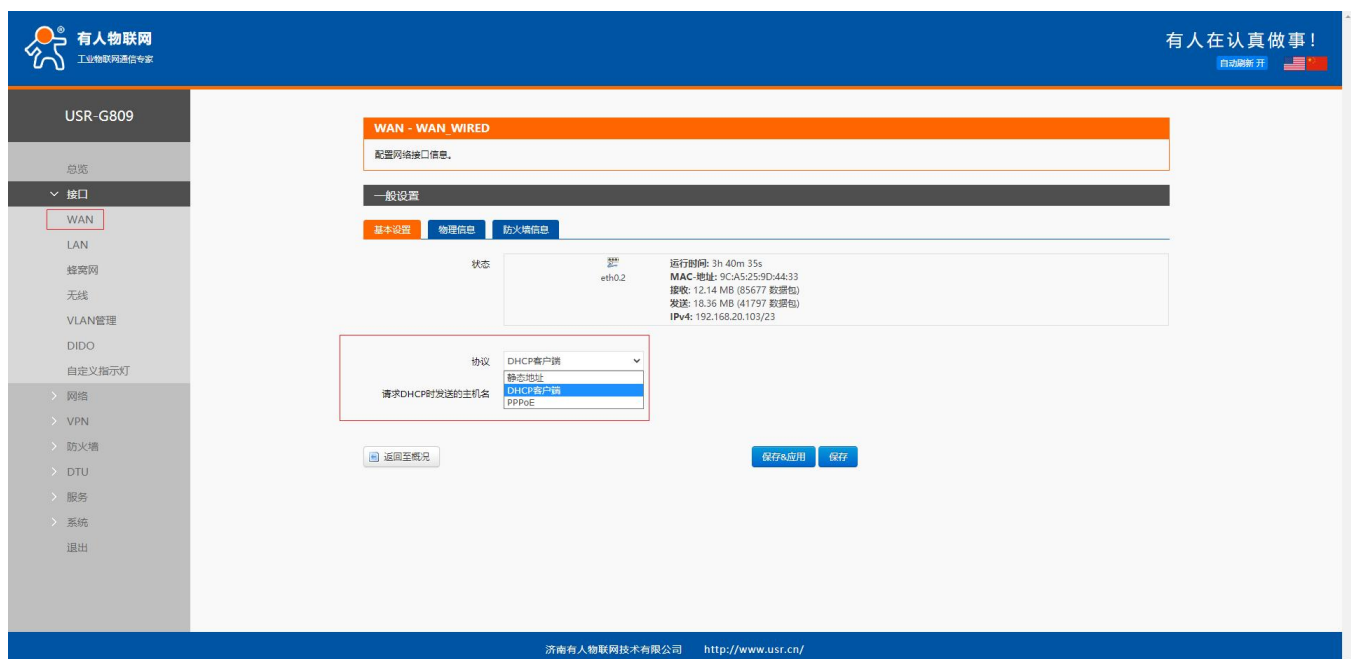 有人物联网
工业物联网通信专家
有人在认真做事！
自动刷新 开
USR-G809
总览
接口
WAN
LAN
蜂窝网
无线
VLAN管理
DIDO
自定义指示灯
网络
VPN
防火墙
DTU
服务
系统
退出
WAN - WAN_WIRED
配置网络接口信息。
一般设置
基本设置 物理信息 防火墙信息
状态
eth0.2
运行时间: 3h 40m 35s
MAC-地址: 9C:A5:25:9D:44:33
接收: 12.14 MB (85677 数据包)
发送: 18.36 MB (41797 数据包)
IPv4: 192.168.20.103/23
协议 DHCP客户端
静态地址
请求DHCP时发送的主机名 DHCP客户端
PPPoE
返回至概况 保存&应用 保存
济南有人物联网技术有限公司 http://www.usr.cn/